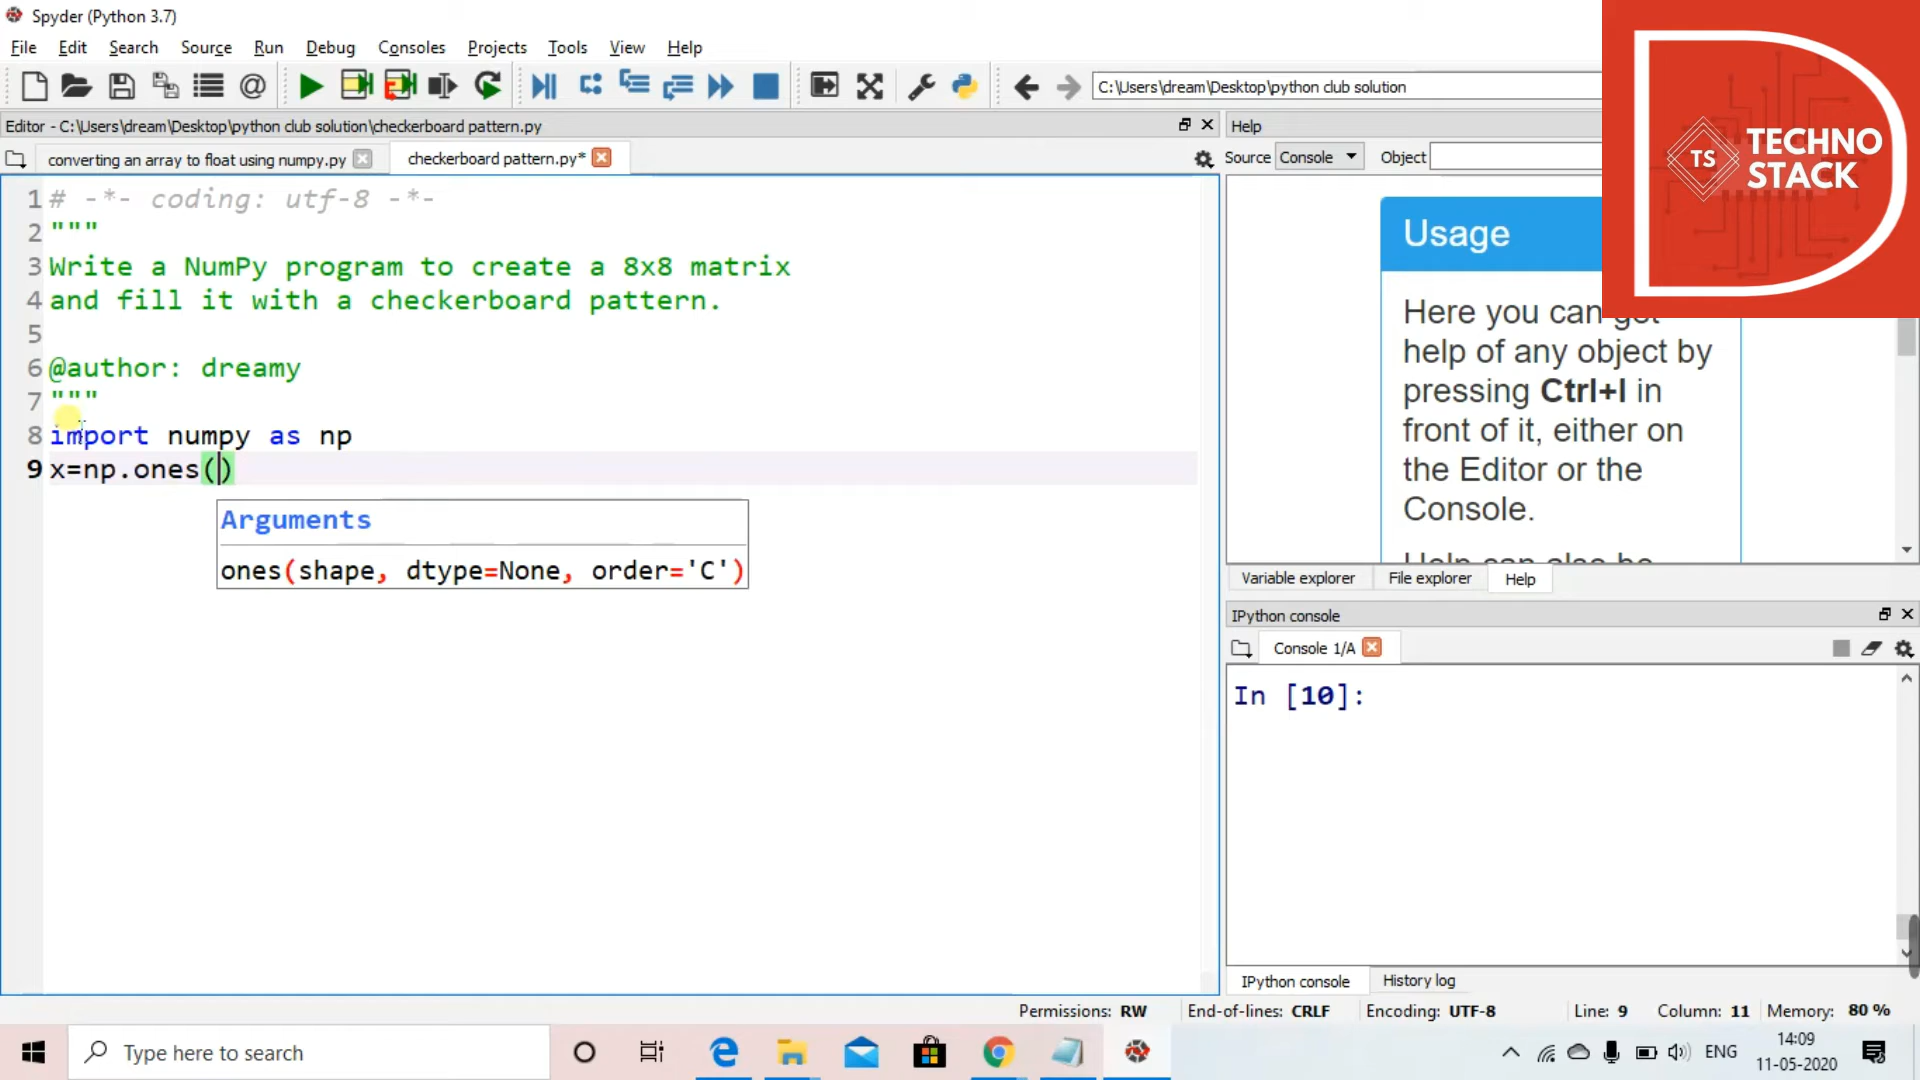 Spyder (Python 3.7)
File Edit Search Source Run Debug Consoles Projects Tools View Help
C:\Users\dream\Desktop\python club solution
Editor - C:\Users\dream\Desktop\python club solution\checkerboard pattern.py
converting an array to float using numpy.py
checkerboard pattern.py*
1 # -*- coding: utf-8 -*-
2 """
3 Write a NumPy program to create a 8x8 matrix
4 and fill it with a checkerboard pattern.
5
6 @author: dreamy
7 """
8 import numpy as np
9 x=np.ones()
Arguments
ones(shape, dtype=None, order='C')
Help
Source Console Object
Usage
Here you can get
help of any object by
pressing Ctrl+I in
front of it, either on
the Editor or the
Console.
Help can also be
Variable explorer File explorer Help
IPython console
Console 1/A
In [10]:
IPython console History log
TS
TECHNO
STACK
Permissions: RW End-of-lines: CRLF Encoding: UTF-8 Line: 9 Column: 11 Memory: 80 %
Type here to search
ENG
14:09
11-05-2020